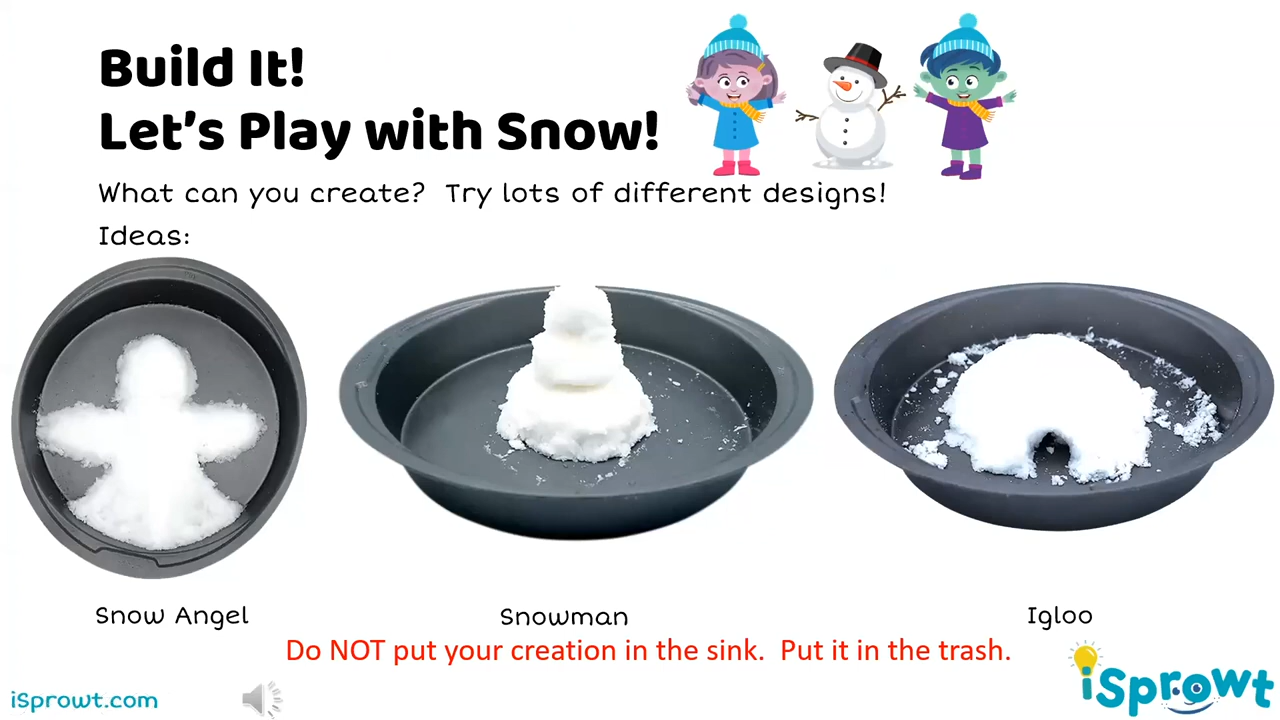 Build It!
Let's Play with Snow!
What can you create?  Try lots of different designs!
Ideas:
Snow Angel
Snowman
Igloo
Do NOT put your creation in the sink.  Put it in the trash.
isprowt.com
iSprowt